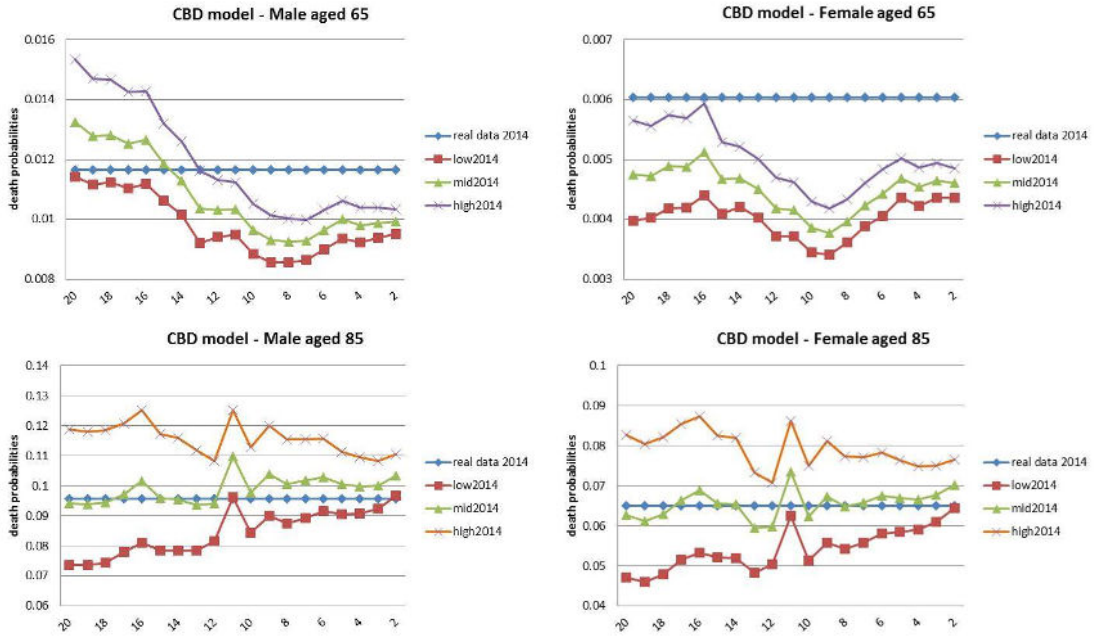 CBD model - Male aged 65
0.016
0.014
0.012
0.01
0.008
death probabilities
20 18 16 14 12 10 8 6 4 2
real data 2014
low2014
mid2014
high2014
CBD model - Female aged 65
0.007
0.006
0.005
0.004
0.003
death probabilities
20 18 16 14 12 10 8 6 4 2
real data 2014
low2014
mid2014
high2014
CBD model - Male aged 85
0.14
0.13
0.12
0.11
0.1
0.09
0.08
0.07
0.06
death probabilities
20 18 16 14 12 10 8 6 4 2
real data 2014
low2014
mid2014
high2014
CBD model - Female aged 85
0.1
0.09
0.08
0.07
0.06
0.05
0.04
death probabilities
20 18 16 14 12 10 8 6 4 2
real data 2014
low2014
mid2014
high2014